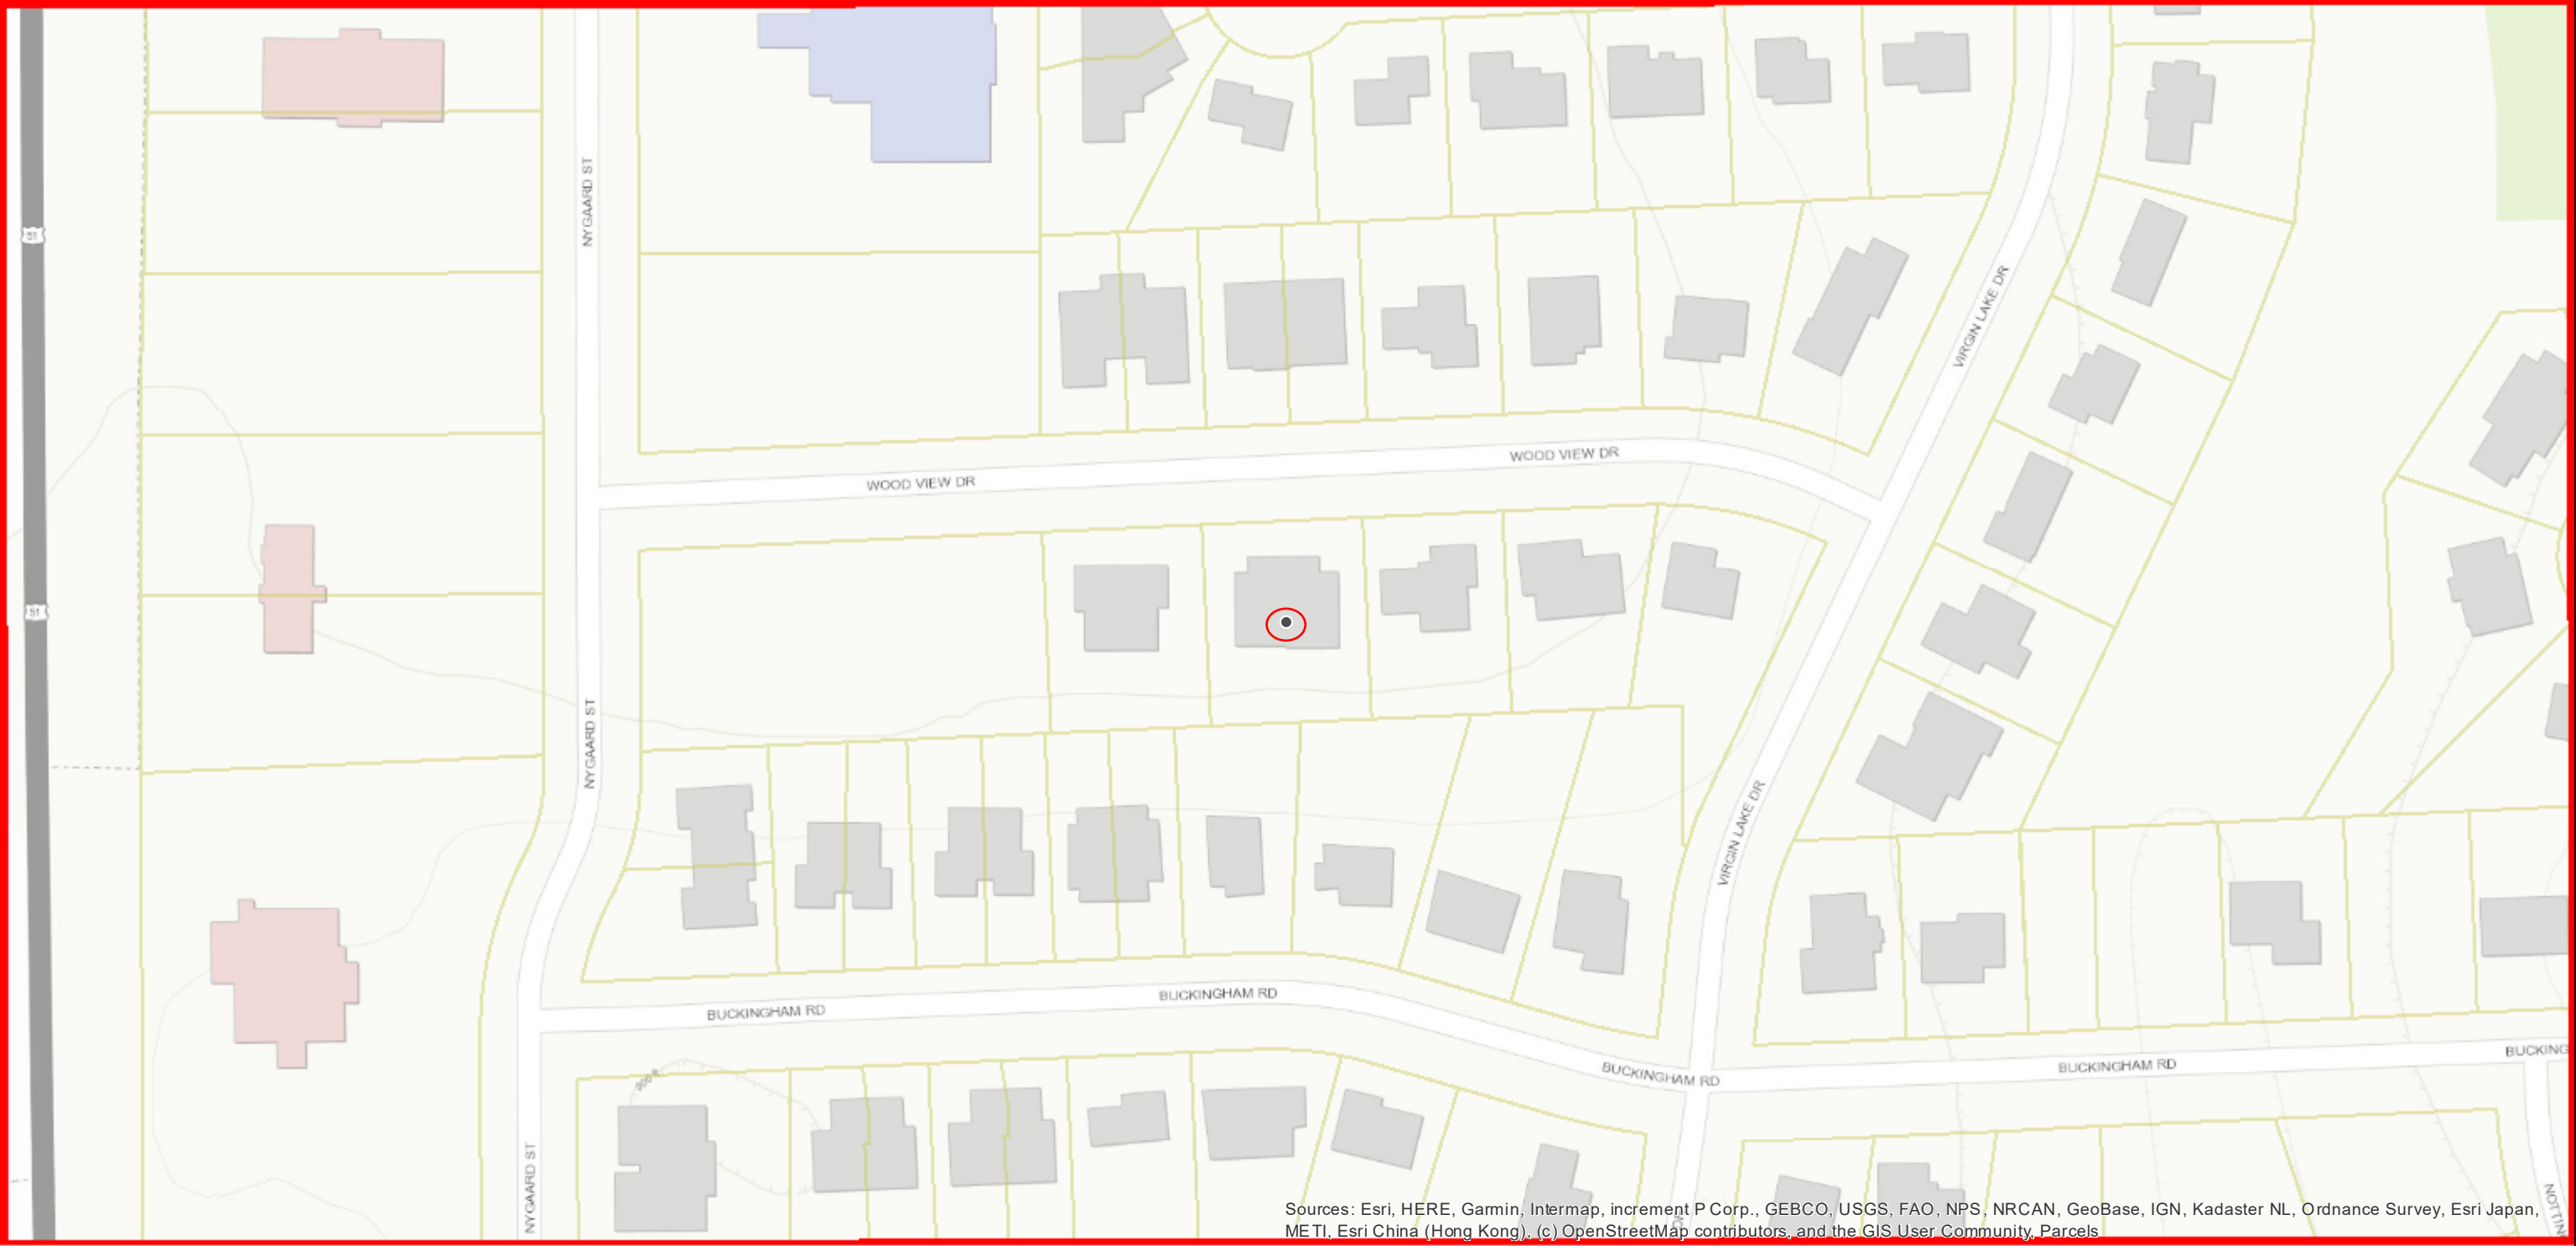 51
NYGAARD ST
VIRGIN LAKE DR
WOOD VIEW DR
WOOD VIEW DR
51
NYGAARD ST
VIRGIN LAKE DR
BUCKINGHAM RD
BUCKINGHAM RD
BUCKINGHAM RD
BUCKINGHAM RD
BUCKING
800 ft
NYGAARD ST
NOTTIN
Sources: Esri, HERE, Garmin, Intermap, increment P Corp., GEBCO, USGS, FAO, NPS, NRCAN, GeoBase, IGN, Kadaster NL, Ordnance Survey, Esri Japan,
METI, Esri China (Hong Kong), (c) OpenStreetMap contributors, and the GIS User Community, Parcels